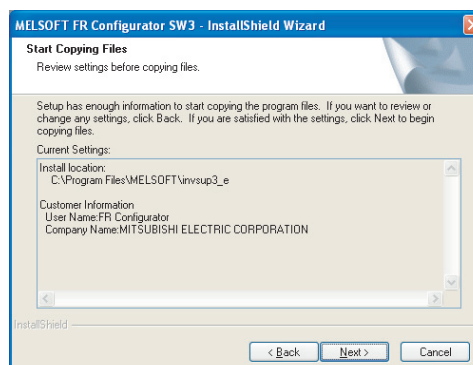 MELSOFT FR Configurator SW3 - InstallShield Wizard
Start Copying Files
Review settings before copying files.
Setup has enough information to start copying the program files. If you want to review or
change any settings, click Back. If you are satisfied with the settings, click Next to begin
copying files.
Current Settings:
Install location:
C:\Program Files\MELSOFT\invsup3_e
Customer Information
User Name:FR Configurator
Company Name:MITSUBISHI ELECTRIC CORPORATION
InstallShield
< Back
Next >
Cancel